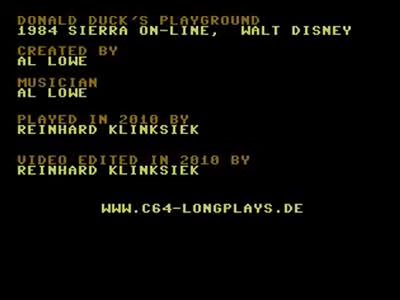 DONALD DUCK'S PLAYGROUND
1984 SIERRA ON-LINE, WALT DISNEY
CREATED BY
AL LOWE
MUSICIAN
AL LOWE
PLAYED IN 2010 BY
REINHARD KLINKSIEK
VIDEO EDITED IN 2010 BY
REINHARD KLINKSIEK
WWW.C64-LONGPLAYS.DE